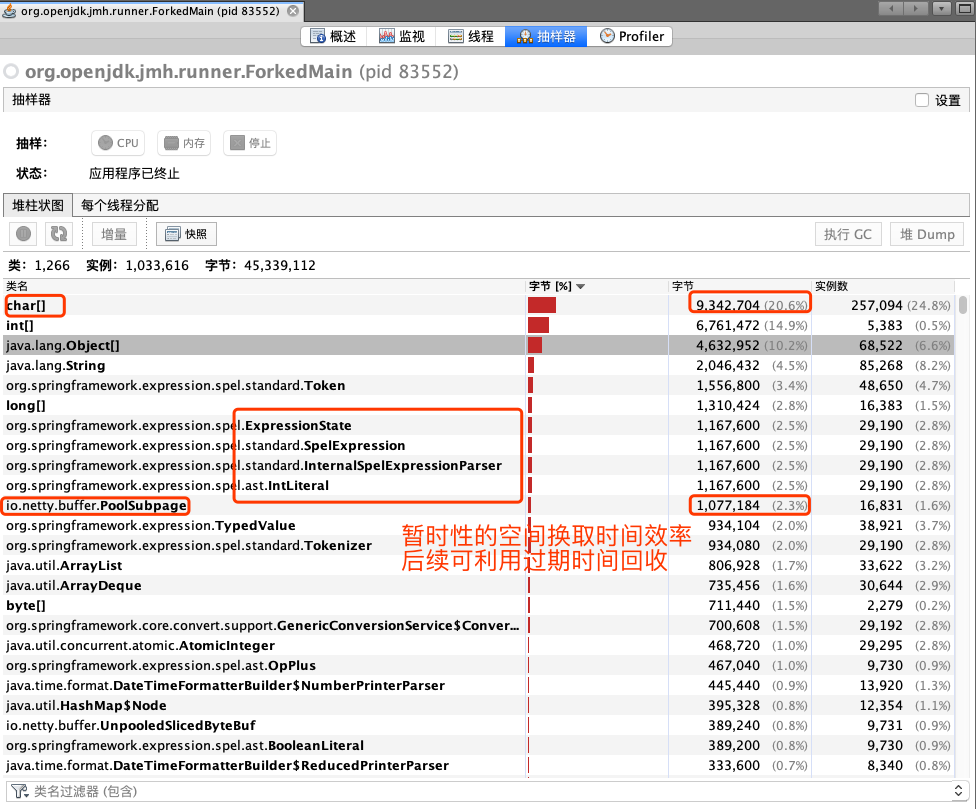 org.openjdk.jmh.runner.ForkedMain (pid 83552)
概述 监视 线程 抽样器 Profiler
org.openjdk.jmh.runner.ForkedMain (pid 83552)
抽样器 设置
抽样: CPU 内存 停止
状态: 应用程序已终止
堆柱状图 每个线程分配
增量 快照 执行 GC 堆 Dump
类: 1,266 实例: 1,033,616 字节: 45,339,112
类名 字节 [%] 字节 实例数
char[] 9,342,704 (20.6%) 257,094 (24.8%)
int[] 6,761,472 (14.9%) 5,383 (0.5%)
java.lang.Object[] 4,632,952 (10.2%) 68,522 (6.6%)
java.lang.String 2,046,432 (4.5%) 85,268 (8.2%)
org.springframework.expression.spel.standard.Token 1,556,800 (3.4%) 48,650 (4.7%)
long[] 1,310,424 (2.8%) 16,383 (1.5%)
org.springframework.expression.spel.ExpressionState 1,167,600 (2.5%) 29,190 (2.8%)
org.springframework.expression.spel.standard.SpelExpression 1,167,600 (2.5%) 29,190 (2.8%)
org.springframework.expression.spel.standard.InternalSpelExpressionParser 1,167,600 (2.5%) 29,190 (2.8%)
org.springframework.expression.spel.ast.IntLiteral 1,167,600 (2.5%) 29,190 (2.8%)
io.netty.buffer.PoolSubpage 1,077,184 (2.3%) 16,831 (1.6%)
org.springframework.expression.TypedValue 934,104 (2.0%) 38,921 (3.7%)
暂时性的空间换取时间效率
org.springframework.expression.spel.standard.Tokenizer 934,080 (2.0%) 29,190 (2.8%)
后续可利用过期时间回收
java.util.ArrayList 806,928 (1.7%) 33,622 (3.2%)
java.util.ArrayDeque 735,456 (1.6%) 30,644 (2.9%)
byte[] 711,440 (1.5%) 2,279 (0.2%)
org.springframework.core.convert.support.GenericConversionService$Conver... 700,608 (1.5%) 29,192 (2.8%)
java.util.concurrent.atomic.AtomicInteger 468,720 (1.0%) 29,295 (2.8%)
org.springframework.expression.spel.ast.OpPlus 467,040 (1.0%) 9,730 (0.9%)
java.time.format.DateTimeFormatterBuilder$NumberPrinterParser 445,440 (0.9%) 13,920 (1.3%)
java.util.HashMap$Node 395,328 (0.8%) 12,354 (1.1%)
io.netty.buffer.UnpooledSlicedByteBuf 389,240 (0.8%) 9,731 (0.9%)
org.springframework.expression.spel.ast.BooleanLiteral 389,200 (0.8%) 9,730 (0.9%)
java.time.format.DateTimeFormatterBuilder$ReducedPrinterParser 333,600 (0.7%) 8,340 (0.8%)
类名过滤器 (包含)